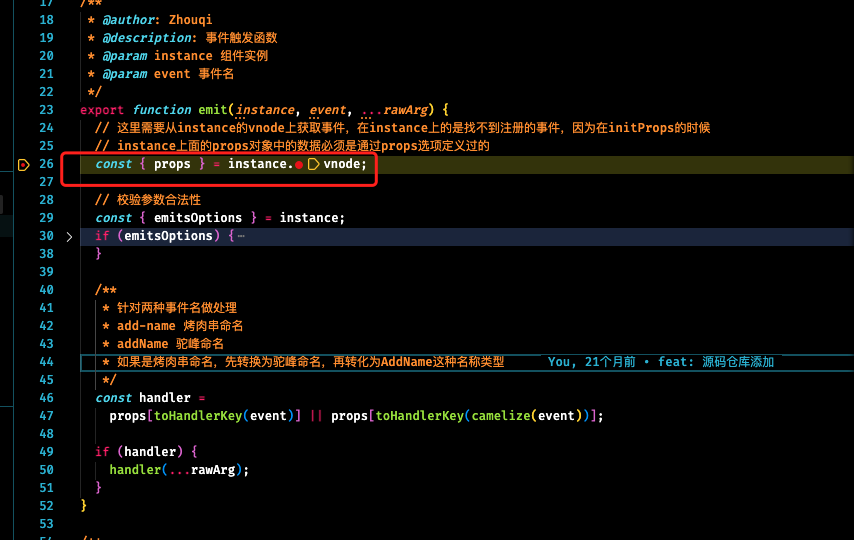 17 /**
18 * @author: Zhouqi
19 * @description: 事件触发函数
20 * @param instance 组件实例
21 * @param event 事件名
22 */
23 export function emit(instance, event, ...rawArg) {
24 // 这里需要从instance的vnode上获取事件，在instance上的是找不到注册的事件，因为在initProps的时候
25 // instance上面的props对象中的数据必须是通过props选项定义过的
26 const { props } = instance.vnode;
27
28 // 校验参数合法性
29 const { emitsOptions } = instance;
30 if (emitsOptions) {⋯
38 }
39
40 /**
41 * 针对两种事件名做处理
42 * add-name 烤肉串命名
43 * addName 驼峰命名
44 * 如果是烤肉串命名，先转换为驼峰命名，再转化为AddName这种名称类型 You, 21个月前 • feat: 源码仓库添加
45 */
46 const handler =
47 props[toHandlerKey(event)] || props[toHandlerKey(camelize(event))];
48
49 if (handler) {
50 handler(...rawArg);
51 }
52 }
53